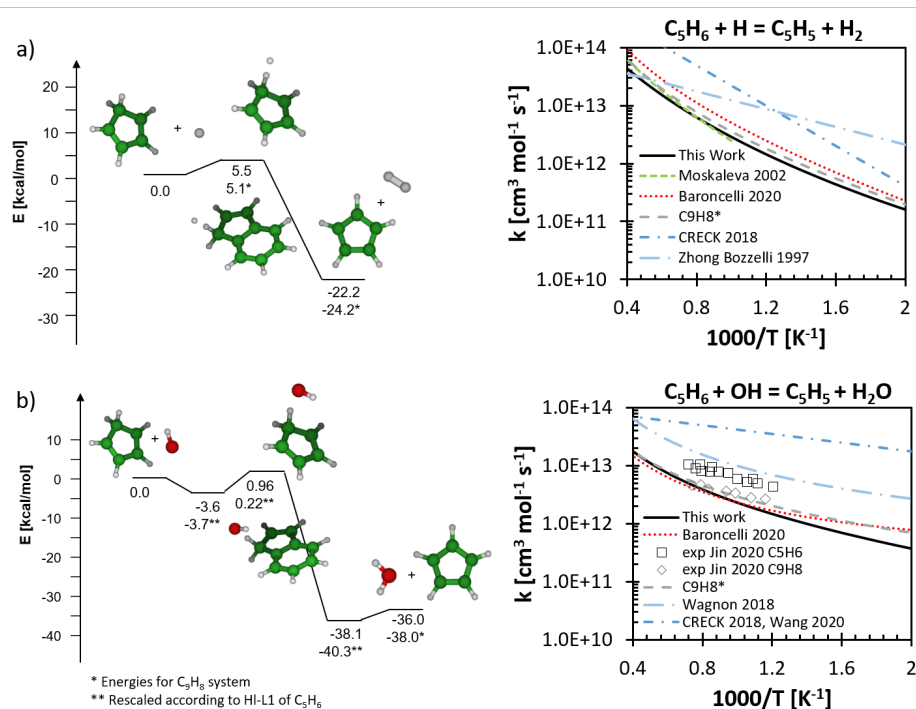 a)
E [kcal/mol]
20
10
0
-10
-20
-30
+
0.0
5.5
5.1*
+
-22.2
-24.2*
C₅H₆ + H = C₅H₅ + H₂
k [cm³ mol⁻¹ s⁻¹]
1.0E+14
1.0E+13
1.0E+12
1.0E+11
1.0E+10
This Work
Moskaleva 2002
Baroncelli 2020
C9H8*
CRECK 2018
Zhong Bozzelli 1997
0.4 0.8 1.2 1.6 2
1000/T [K⁻¹]
b)
E [kcal/mol]
10
0
-10
-20
-30
-40
+
0.0
-3.6
-3.7**
0.96
0.22**
+
-38.1
-40.3**
-36.0
-38.0*
* Energies for C₉H₈ system
** Rescaled according to Hl-L1 of C₅H₆
C₅H₆ + OH = C₅H₅ + H₂O
k [cm³ mol⁻¹ s⁻¹]
1.0E+14
1.0E+13
1.0E+12
1.0E+11
1.0E+10
This work
Baroncelli 2020
exp Jin 2020 C5H6
exp Jin 2020 C9H8
C9H8*
Wagnon 2018
CRECK 2018, Wang 2020
0.4 0.8 1.2 1.6 2
1000/T [K⁻¹]